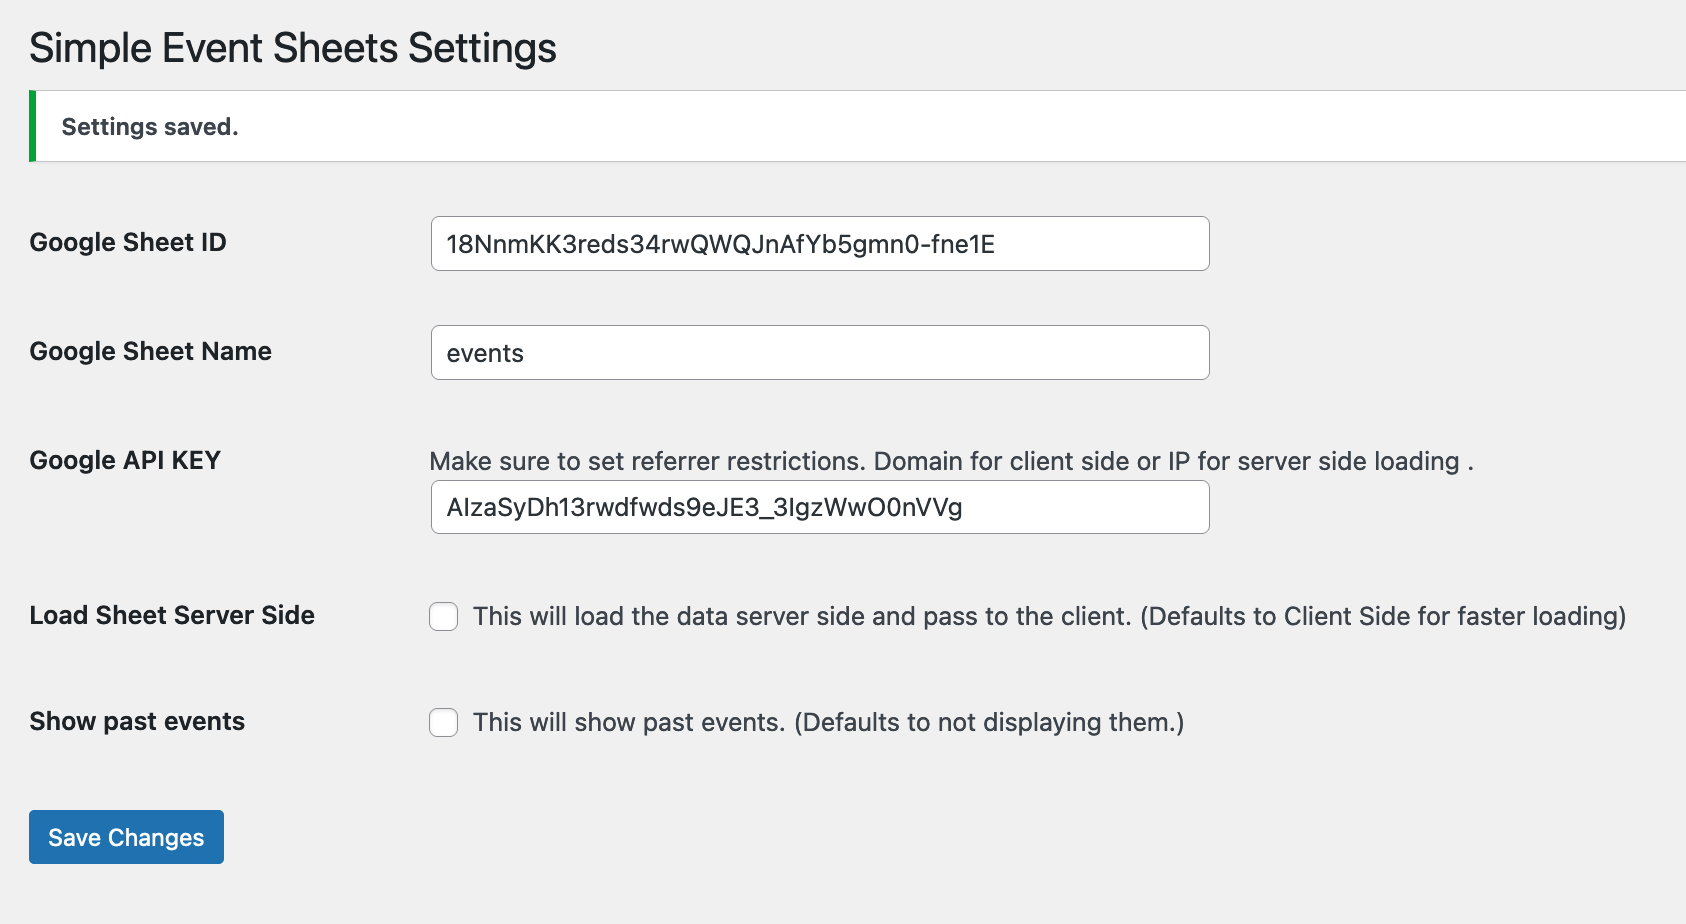 Simple Event Sheets Settings
Settings saved.
Google Sheet ID
18NnmKK3reds34rwQWQJnAfYb5gmn0-fne1E
Google Sheet Name
events
Google API KEY
Make sure to set referrer restrictions. Domain for client side or IP for server side loading .
AIzaSyDh13rwdfwds9eJE3_3IgzWwO0nVVg
Load Sheet Server Side
This will load the data server side and pass to the client. (Defaults to Client Side for faster loading)
Show past events
This will show past events. (Defaults to not displaying them.)
Save Changes